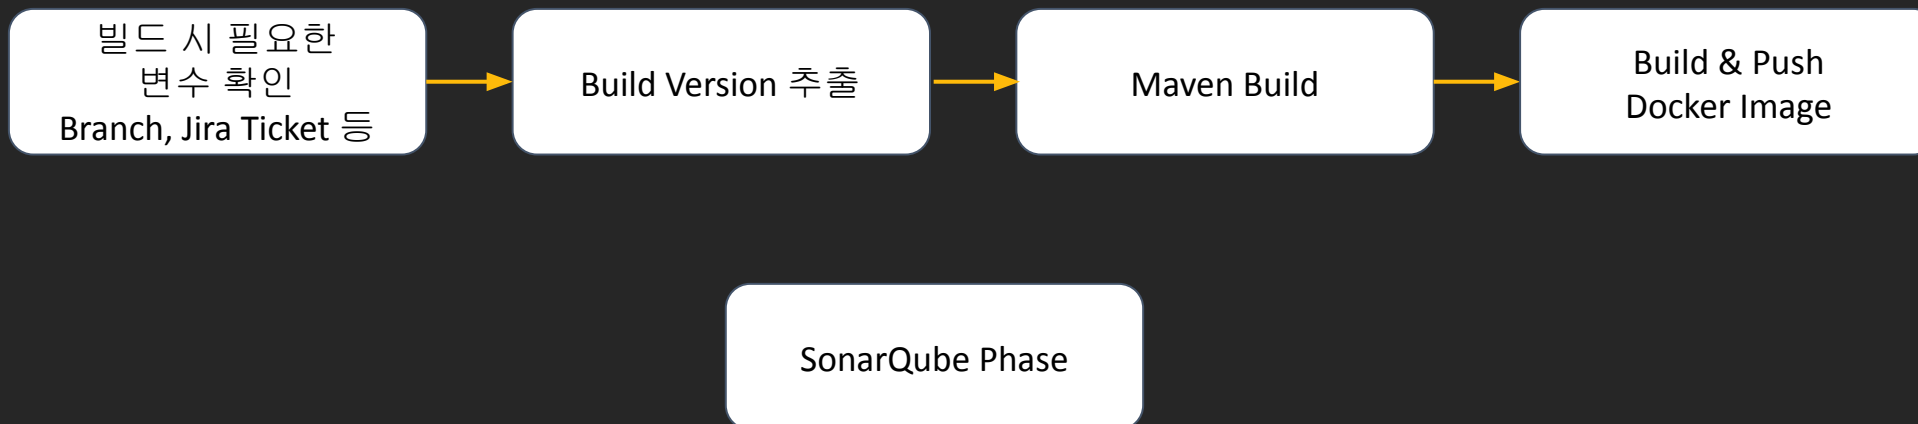 빌드 시 필요한
변수 확인
Branch, Jira Ticket 등
Build Version 추출
Maven Build
Build & Push
Docker Image
SonarQube Phase